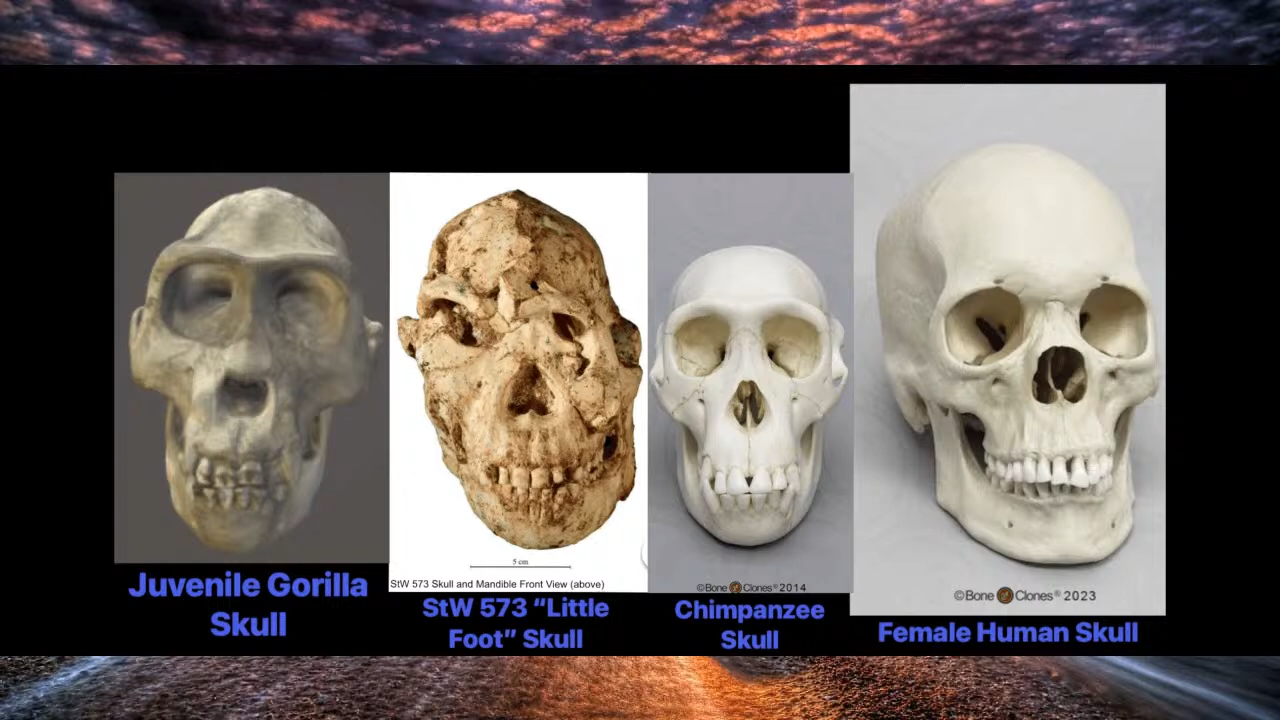 5 cm
StW 573 Skull and Mandible Front View (above)
©Bone Clones® 2014
©Bone Clones® 2023
Juvenile Gorilla
Skull
StW 573 “Little
Foot” Skull
Chimpanzee
Skull
Female Human Skull